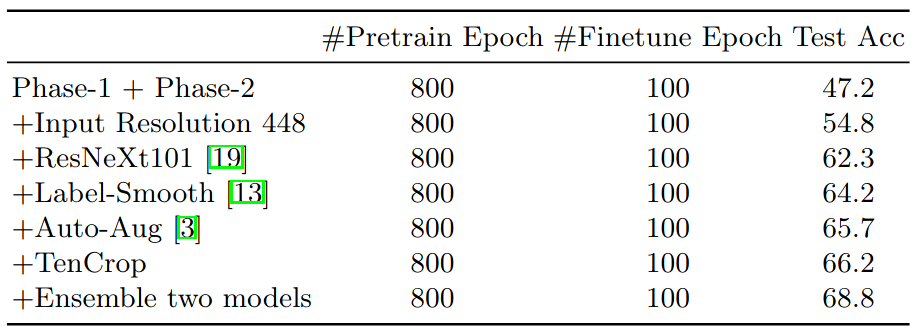 #Pretrain Epoch #Finetune Epoch Test Acc
Phase-1 + Phase-2 800 100 47.2
+Input Resolution 448 800 100 54.8
+ResNeXt101 [19] 800 100 62.3
+Label-Smooth [13] 800 100 64.2
+Auto-Aug [3] 800 100 65.7
+TenCrop 800 100 66.2
+Ensemble two models 800 100 68.8